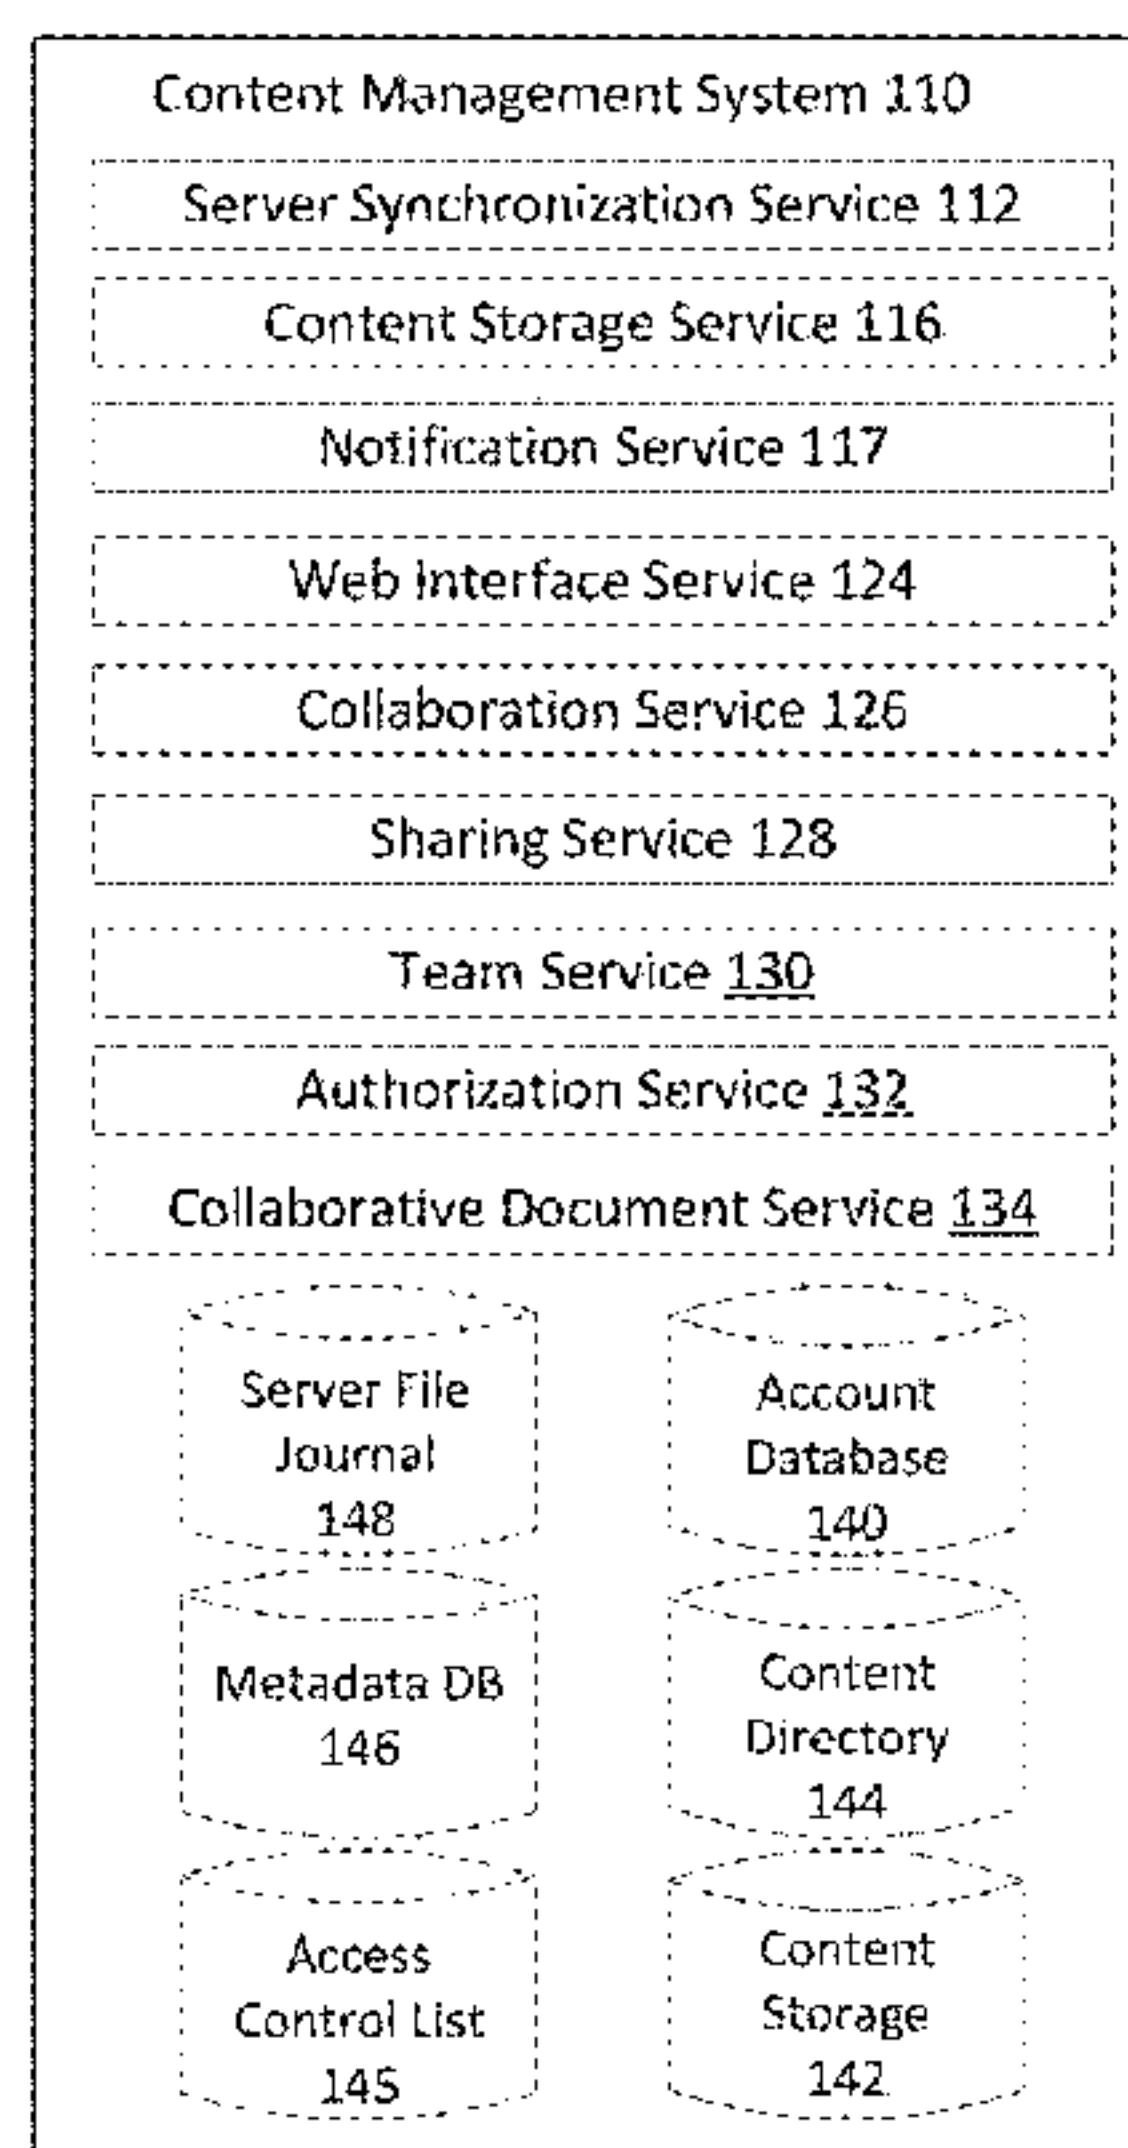 Content Management System 110
Server Synchronization Service 112
Content Storage Service 116
Notification Service 117
Web Interface Service 124
Collaboration Service 126
Sharing Service 128
Team Service 130
Authorization Service 132
Collaborative Document Service 134
Server File
Journal
148
Account
Database
140
Metadata DB
146
Content
Directory
144
Access
Control List
145
Content
Storage
142